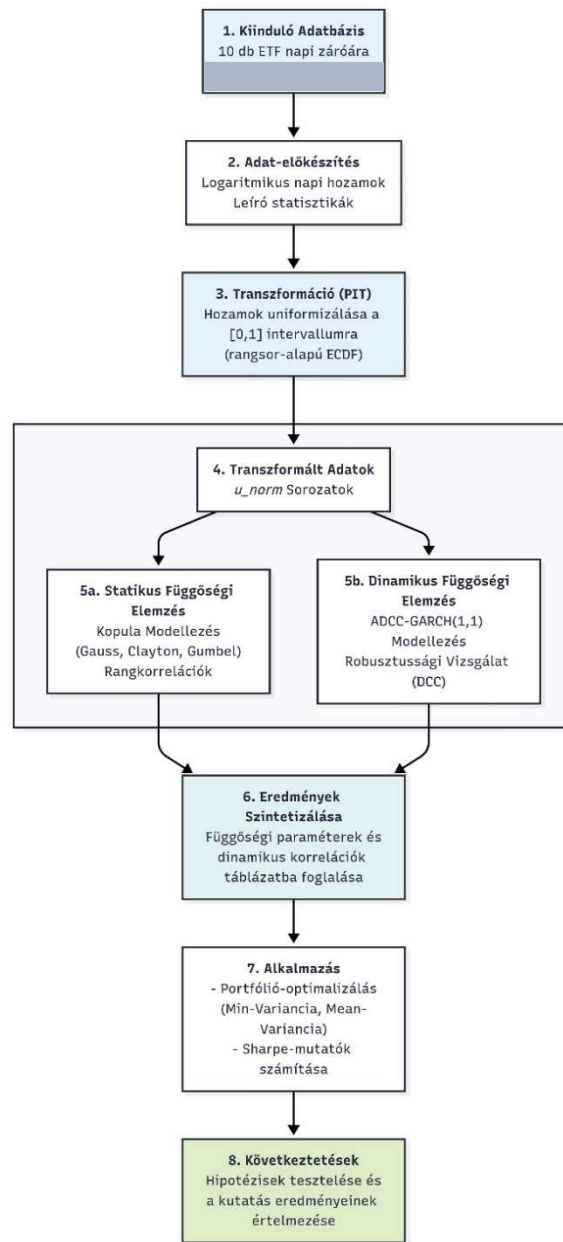 1. Kiinduló Adatbázis
10 db ETF napi záróára
2. Adat-előkészítés
Logaritmikus napi hozamok
Leíró statisztikák
3. Transzformáció (PIT)
Hozamok uniformizálása a
[0,1] intervallumra
(rangsor-alapú ECDF)
4. Transzformált Adatok
u_norm Sorozatok
5a. Statikus Függőségi
Elemzés
Kopula Modellezés
(Gauss, Clayton, Gumbel)
Rangkorrelációk
5b. Dinamikus Függőségi
Elemzés
ADCC-GARCH(1,1)
Modellezés
Robusztussági Vizsgálat
(DCC)
6. Eredmények
Szintetizálása
Függőségi paraméterek és
dinamikus korrelációk
táblázatba foglalása
7. Alkalmazás
- Portfólió-optimalizálás
(Min-Variancia, Mean-
Variancia)
- Sharpe-mutatók
számítása
8. Következtetések
Hipotézisek tesztelése és
a kutatás eredményeinek
értelmezése